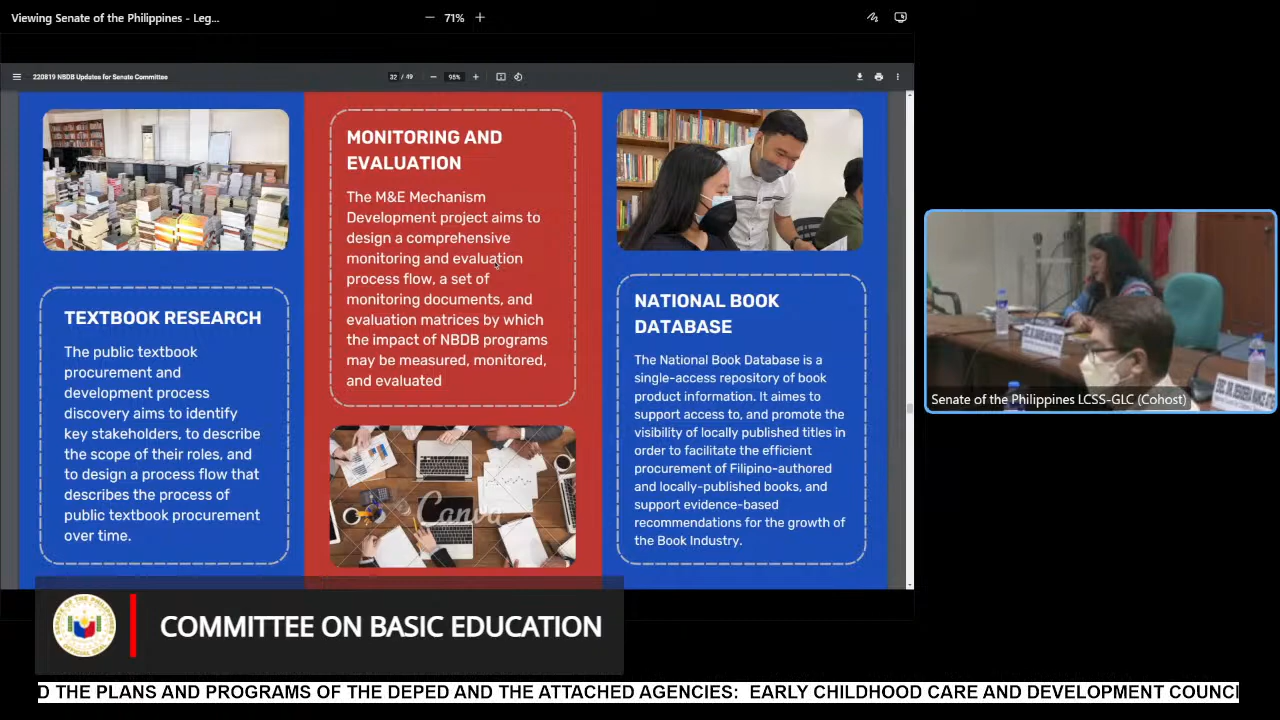 Viewing Senate of the Philippines - Leg...
71%
220819 NBDB Updates for Senate Committee
32 / 49
95%
TEXTBOOK RESEARCH
The public textbook
procurement and
development process
discovery aims to identify
key stakeholders, to describe
the scope of their roles, and
to design a process flow that
describes the process of
public textbook procurement
over time.
MONITORING AND
EVALUATION
The M&E Mechanism
Development project aims to
design a comprehensive
monitoring and evaluation
process flow, a set of
monitoring documents, and
evaluation matrices by which
the impact of NBDB programs
may be measured, monitored,
and evaluated
Canva
NATIONAL BOOK
DATABASE
The National Book Database is a
single-access repository of book
product information. It aims to
support access to, and promote the
visibility of locally published titles in
order to facilitate the efficient
procurement of Filipino-authored
and locally-published books, and
support evidence-based
recommendations for the growth of
the Book Industry.
Senate of the Philippines LCSS-GLC (Cohost)
COMMITTEE ON BASIC EDUCATION
D THE PLANS AND PROGRAMS OF THE DEPED AND THE ATTACHED AGENCIES: EARLY CHILDHOOD CARE AND DEVELOPMENT COUNCI